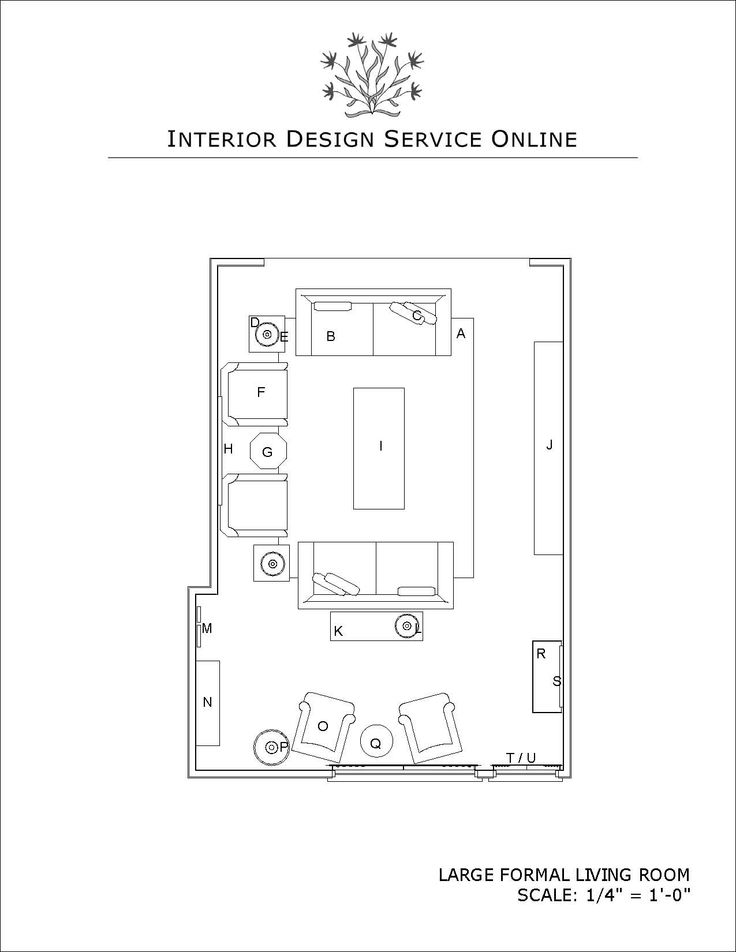 INTERIOR DESIGN SERVICE ONLINE
D
E
B
C
A
F
H
G
I
J
M
K
L
R
S
N
O
P
Q
T / U
LARGE FORMAL LIVING ROOM
SCALE: 1/4" = 1'-0"